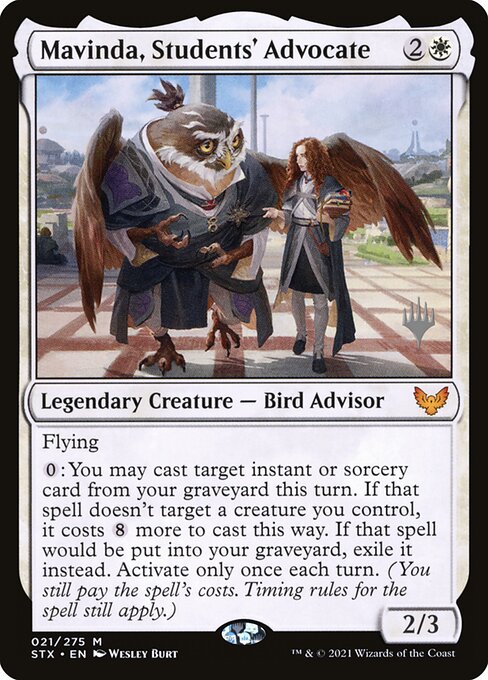 Mavinda, Students' Advocate 2
Legendary Creature — Bird Advisor
Flying
0:You may cast target instant or sorcery
card from your graveyard this turn. If that
spell doesn't target a creature you control,
it costs 8 more to cast this way. If that spell
would be put into your graveyard, exile it
instead. Activate only once each turn. (You
still pay the spell's costs. Timing rules for
the spell still apply.)
2/3
021/275 M
STX • EN Wesley Burt
™ & © 2021 Wizards of the Coast